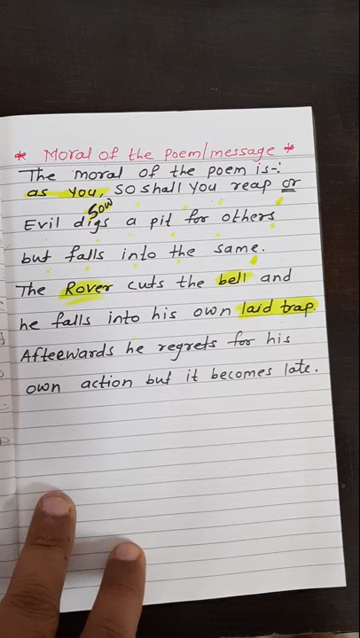 * Moral of the poem/message *
The moral of the poem is-:
as you, sow so shall you reap or
Evil digs a pit for others
but falls into the same.
The Rover cuts the bell and
he falls into his own laid trap.
Afteewards he regrets for his
own action but it becomes late.